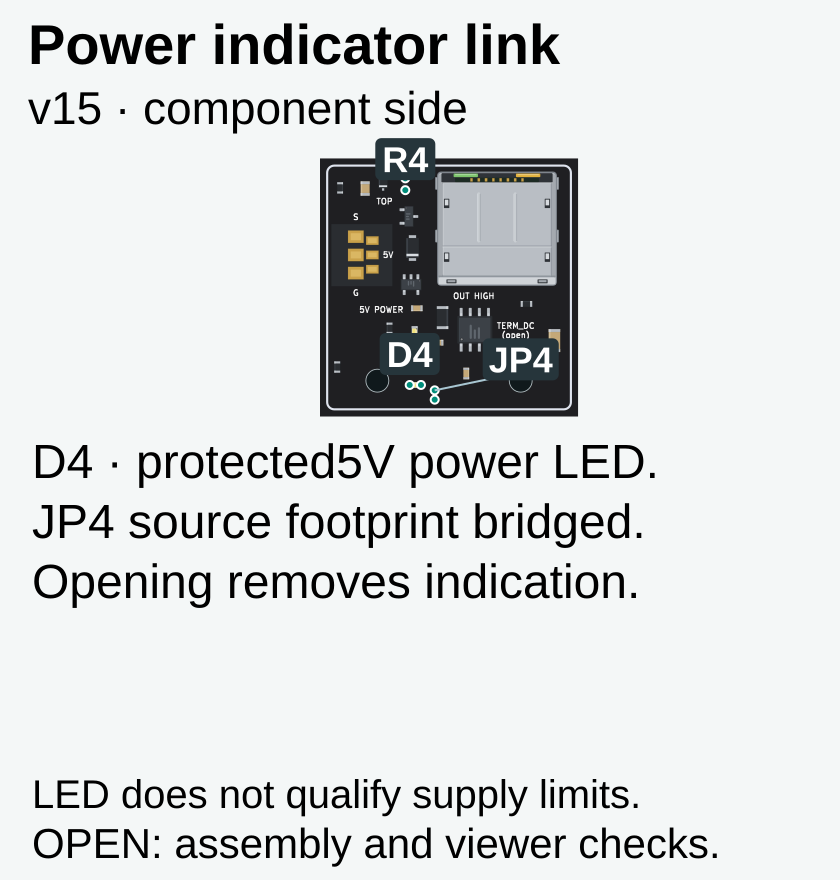 Power indicator link
v15 · component side
R4
TOP
S
5V
G
OUT HIGH
5V POWER
TERM_DC
(open)
D4
JP4
D4 · protected5V power LED.
JP4 source footprint bridged.
Opening removes indication.
LED does not qualify supply limits.
OPEN: assembly and viewer checks.